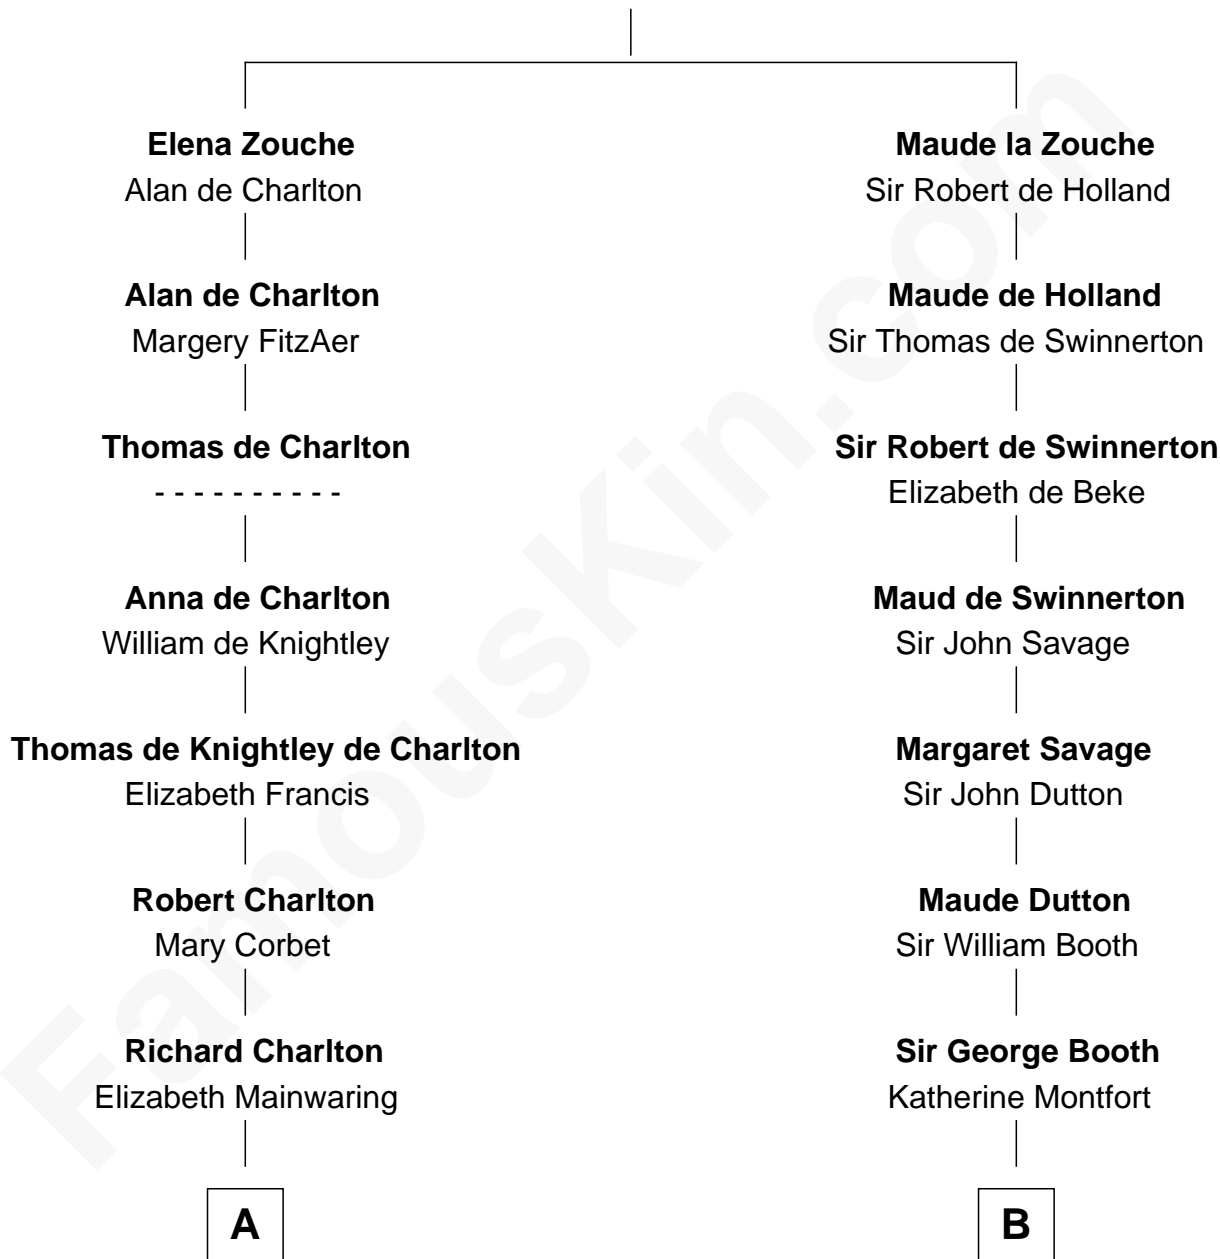 Elena Zouche
Alan de Charlton
Maude la Zouche
Sir Robert de Holland
Alan de Charlton
Margery FitzAer
Maude de Holland
Sir Thomas de Swinnerton
Thomas de Charlton
- - - - - - - - - -
Sir Robert de Swinnerton
Elizabeth de Beke
Anna de Charlton
William de Knightley
Maud de Swinnerton
Sir John Savage
Thomas de Knightley de Charlton
Elizabeth Francis
Margaret Savage
Sir John Dutton
Robert Charlton
Mary Corbet
Maude Dutton
Sir William Booth
Richard Charlton
Elizabeth Mainwaring
Sir George Booth
Katherine Montfort
A
B
FamousKin.com